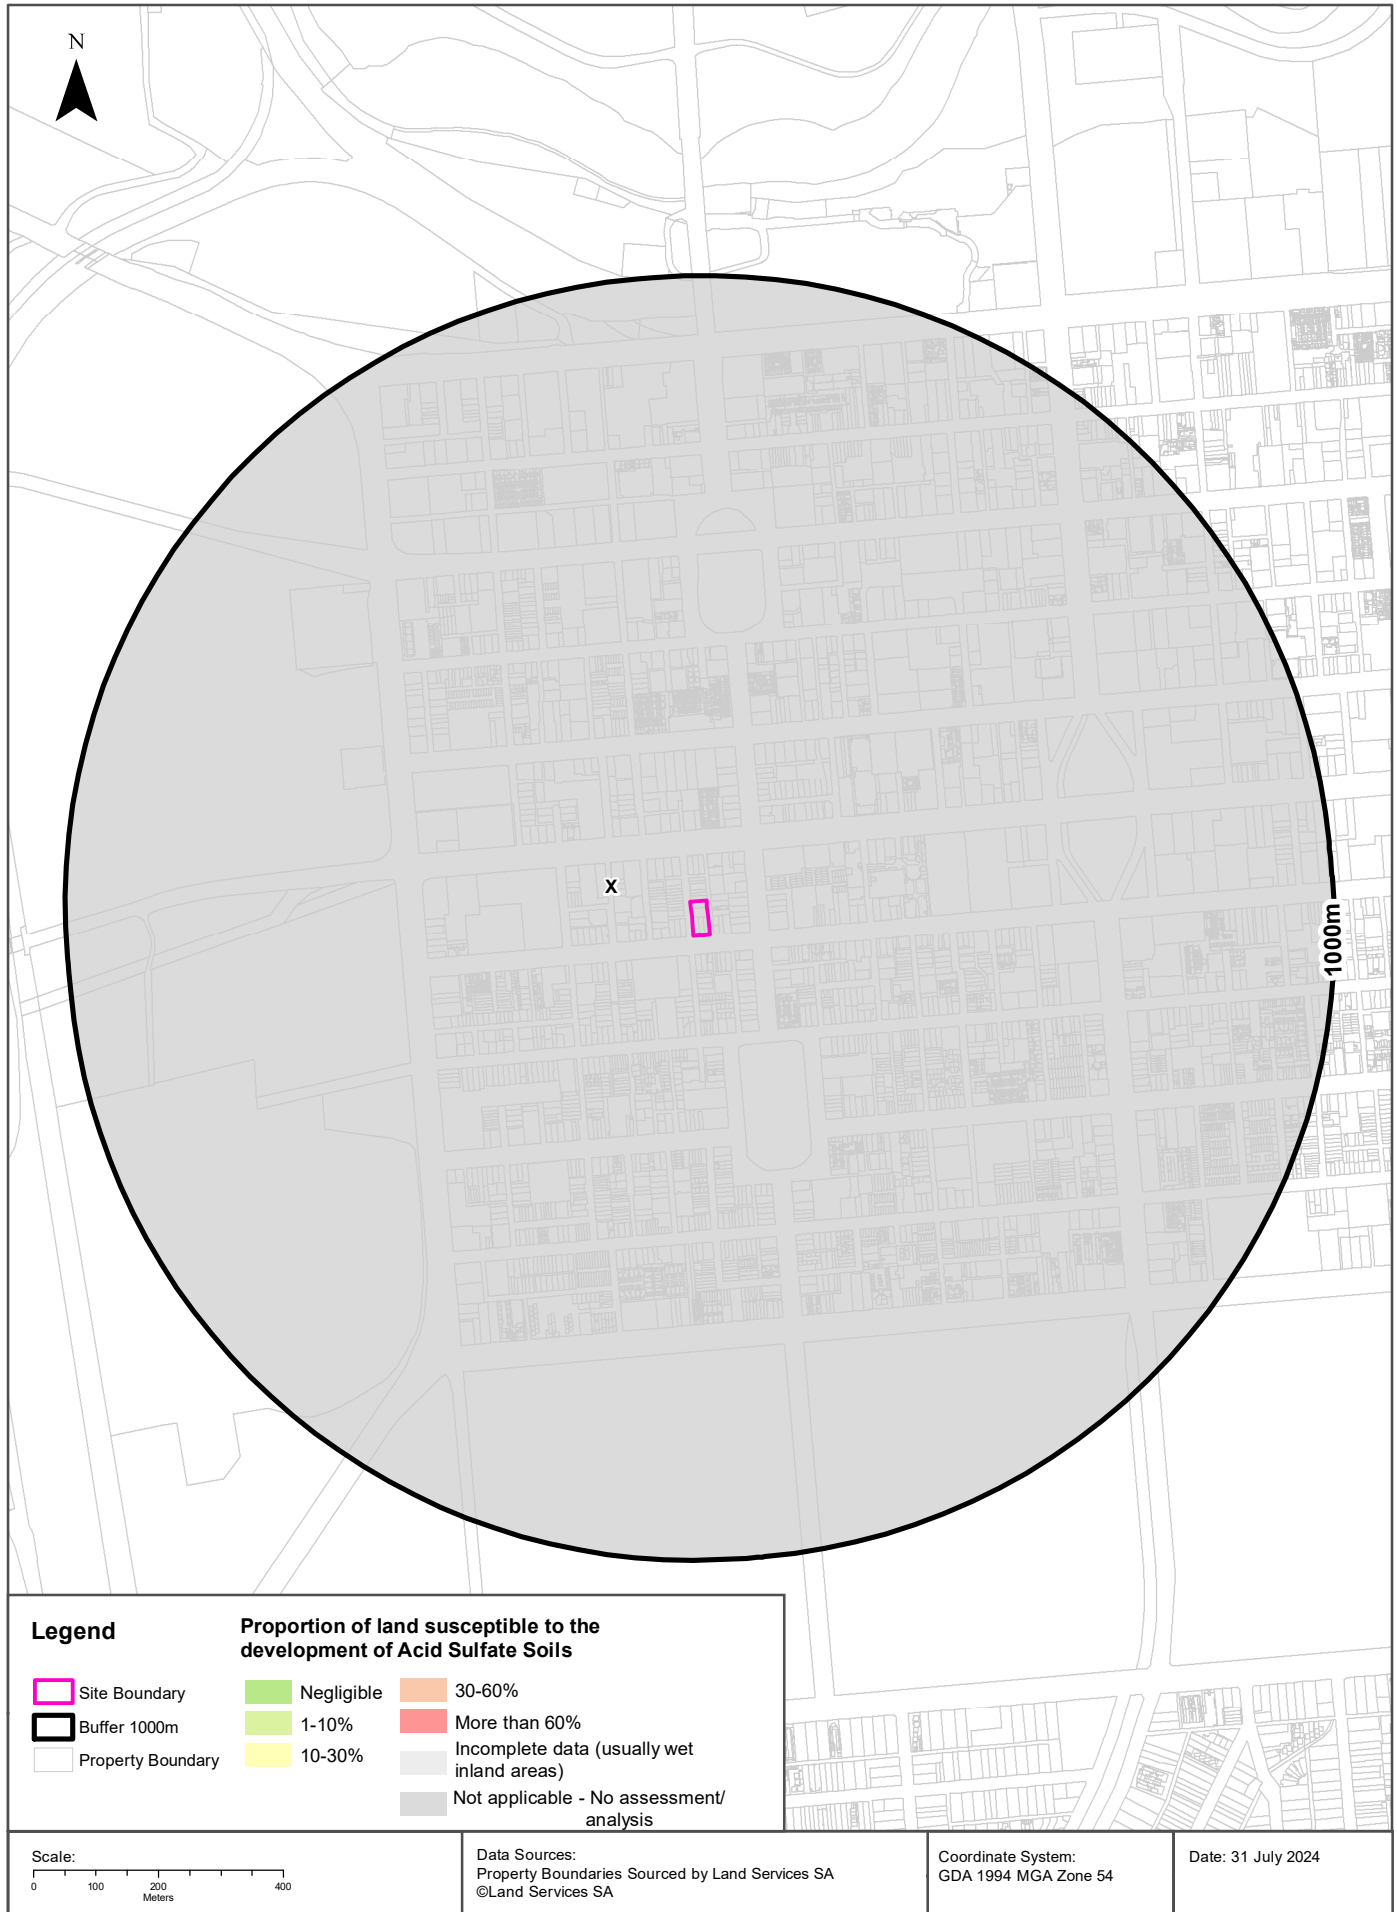 N
X
1000m
Legend
Proportion of land susceptible to the
development of Acid Sulfate Soils
Site Boundary
Buffer 1000m
Property Boundary
Negligible
1-10%
10-30%
30-60%
More than 60%
Incomplete data (usually wet
inland areas)
Not applicable - No assessment/
analysis
Scale:
0 100 200 400
Meters
Data Sources:
Property Boundaries Sourced by Land Services SA
©Land Services SA
Coordinate System:
GDA 1994 MGA Zone 54
Date: 31 July 2024